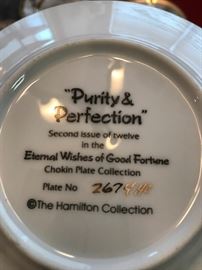 "Purity &
Perfection"
Second issue of twelve
in the
Eternal Wishes of Good Fortune
Chokin Plate Collection
Plate No
©The Hamilton Collection